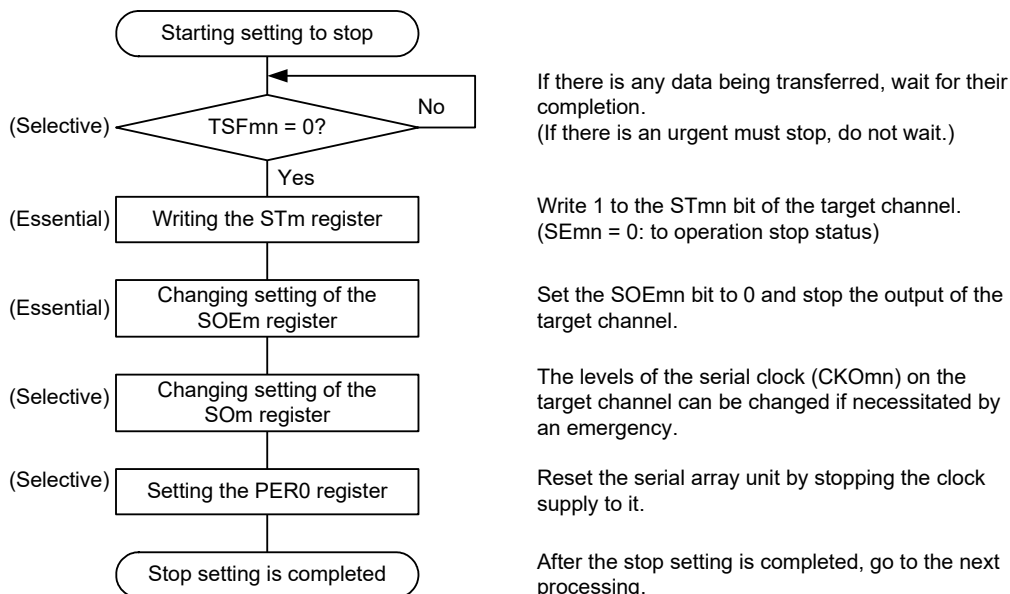 Starting setting to stop
If there is any data being transferred, wait for their
completion.
(If there is an urgent must stop, do not wait.)
No
(Selective)
TSFmn = 0?
Yes
(Essential)
Writing the STm register
Write 1 to the STmn bit of the target channel.
(SEmn = 0: to operation stop status)
(Essential)
Changing setting of the
SOEm register
Set the SOEmn bit to 0 and stop the output of the
target channel.
(Selective)
Changing setting of the
SOm register
The levels of the serial clock (CKOmn) on the
target channel can be changed if necessitated by
an emergency.
(Selective)
Setting the PER0 register
Reset the serial array unit by stopping the clock
supply to it.
Stop setting is completed
After the stop setting is completed, go to the next
processing.